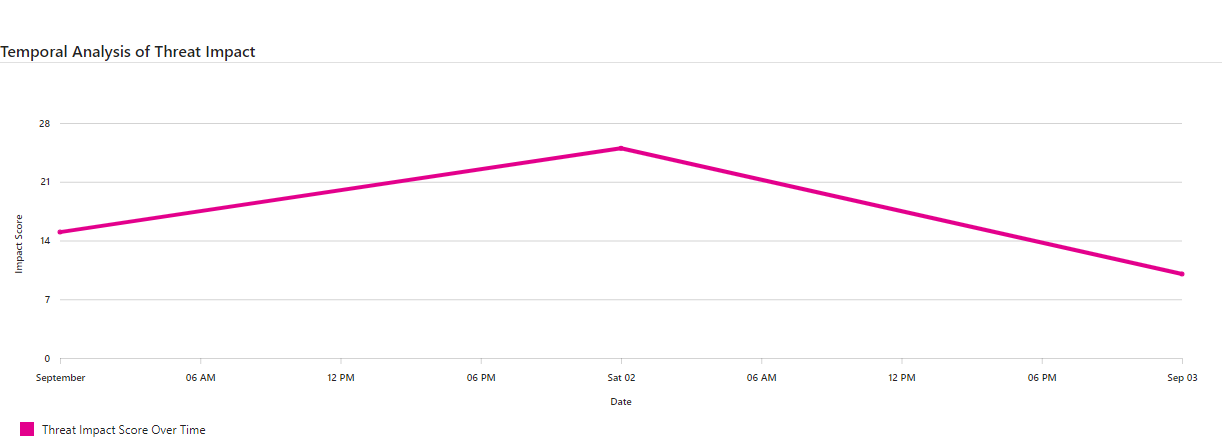 Temporal Analysis of Threat Impact
28
21
14
7
0
Impact Score
September 06 AM 12 PM 06 PM Sat 02 06 AM 12 PM 06 PM Sep 03
Date
Threat Impact Score Over Time